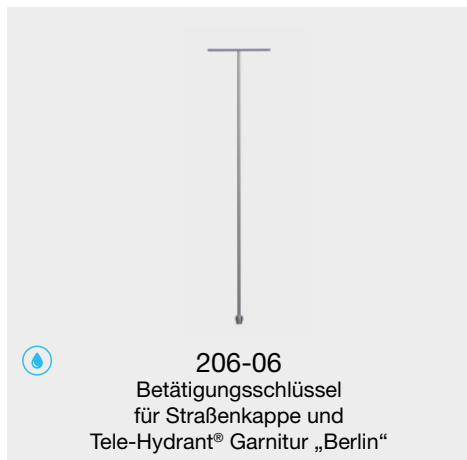 206-06
Betätigungsschlüssel
für Straßenkappe und
Tele-Hydrant® Garnitur „Berlin“